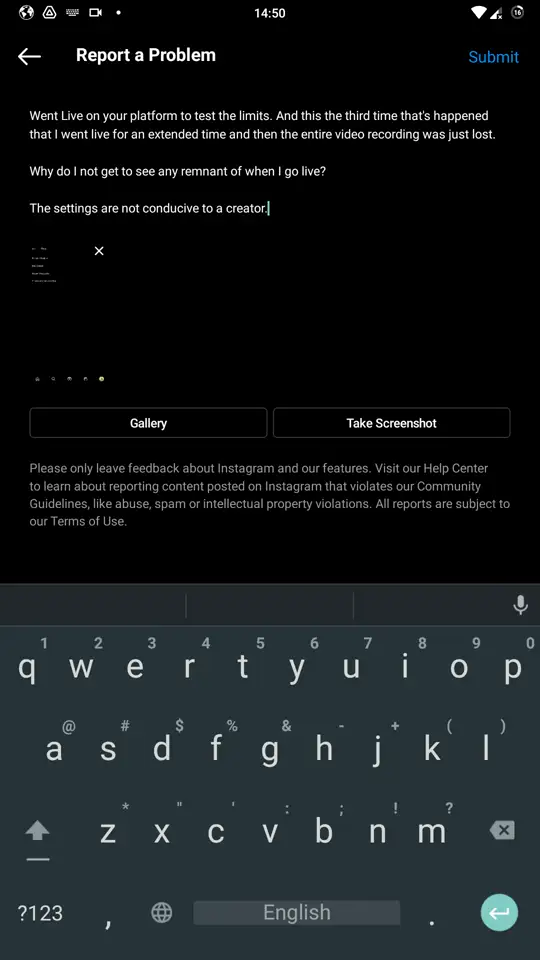 14:50
16
Report a Problem
Submit
Went Live on your platform to test the limits. And this the third time that's happened
that I went live for an extended time and then the entire video recording was just lost.
Why do I not get to see any remnant of when I go live?
The settings are not conducive to a creator.
Gallery
Take Screenshot
Please only leave feedback about Instagram and our features. Visit our Help Center
to learn about reporting content posted on Instagram that violates our Community
Guidelines, like abuse, spam or intellectual property violations. All reports are subject to
our Terms of Use.
1 2 3 4 5 6 7 8 9 0
q w e r t y u i o p
@ # $ % & - + ( )
a s d f g h j k l
* " ' : ; ! ?
z x c v b n m
?123 , English .